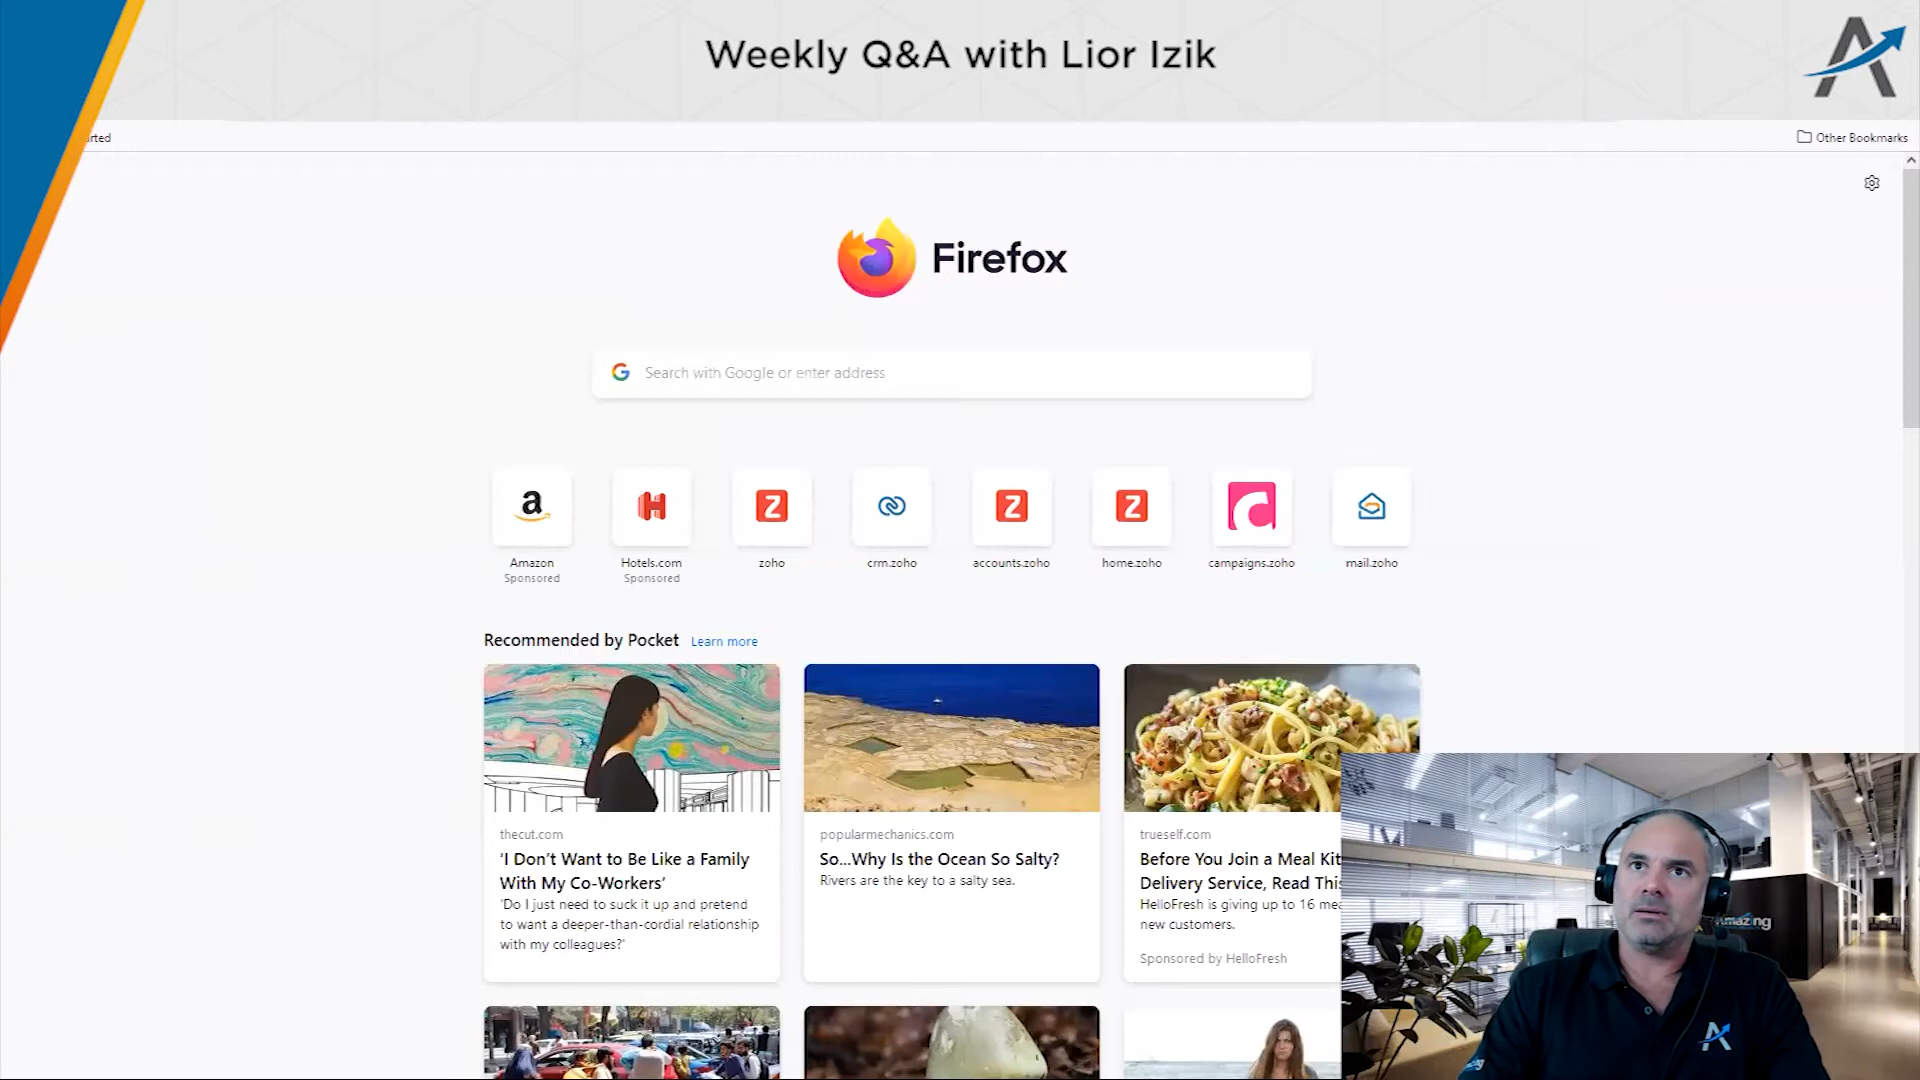 Weekly Q&A with Lior Izik
arted
Other Bookmarks
Firefox
Search with Google or enter address
Amazon
Sponsored
Hotels.com
Sponsored
zoho
crm.zoho
accounts.zoho
home.zoho
campaigns.zoho
mail.zoho
Recommended by Pocket Learn more
thecut.com
'I Don't Want to Be Like a Family
With My Co-Workers'
'Do I just need to suck it up and pretend
to want a deeper-than-cordial relationship
with my colleagues?'
popularmechanics.com
So...Why Is the Ocean So Salty?
Rivers are the key to a salty sea.
trueself.com
Before You Join a Meal Kit
Delivery Service, Read This
HelloFresh is giving up to 16 mea
new customers.
Sponsored by HelloFresh
Amazing